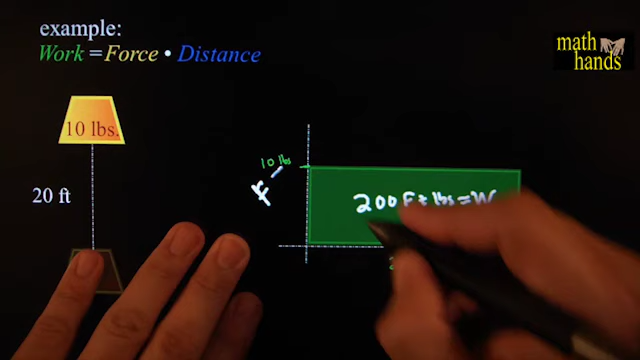 example:
Work = Force • Distance
math
hands
10 lbs.
20 ft
10 lbs
F
200 Ft lbs = W